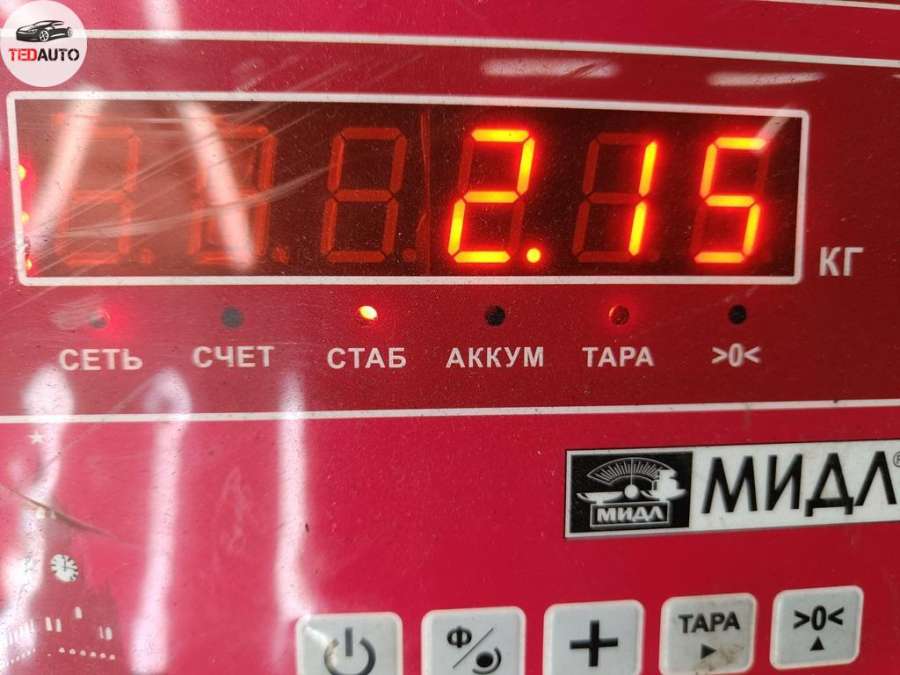 TEDAUTO
2.15
КГ
СЕТЬ СЧЕТ СТАБ АККУМ ТАРА >0<
МИДЛ МИДЛ®
Ф ТАРА >0<